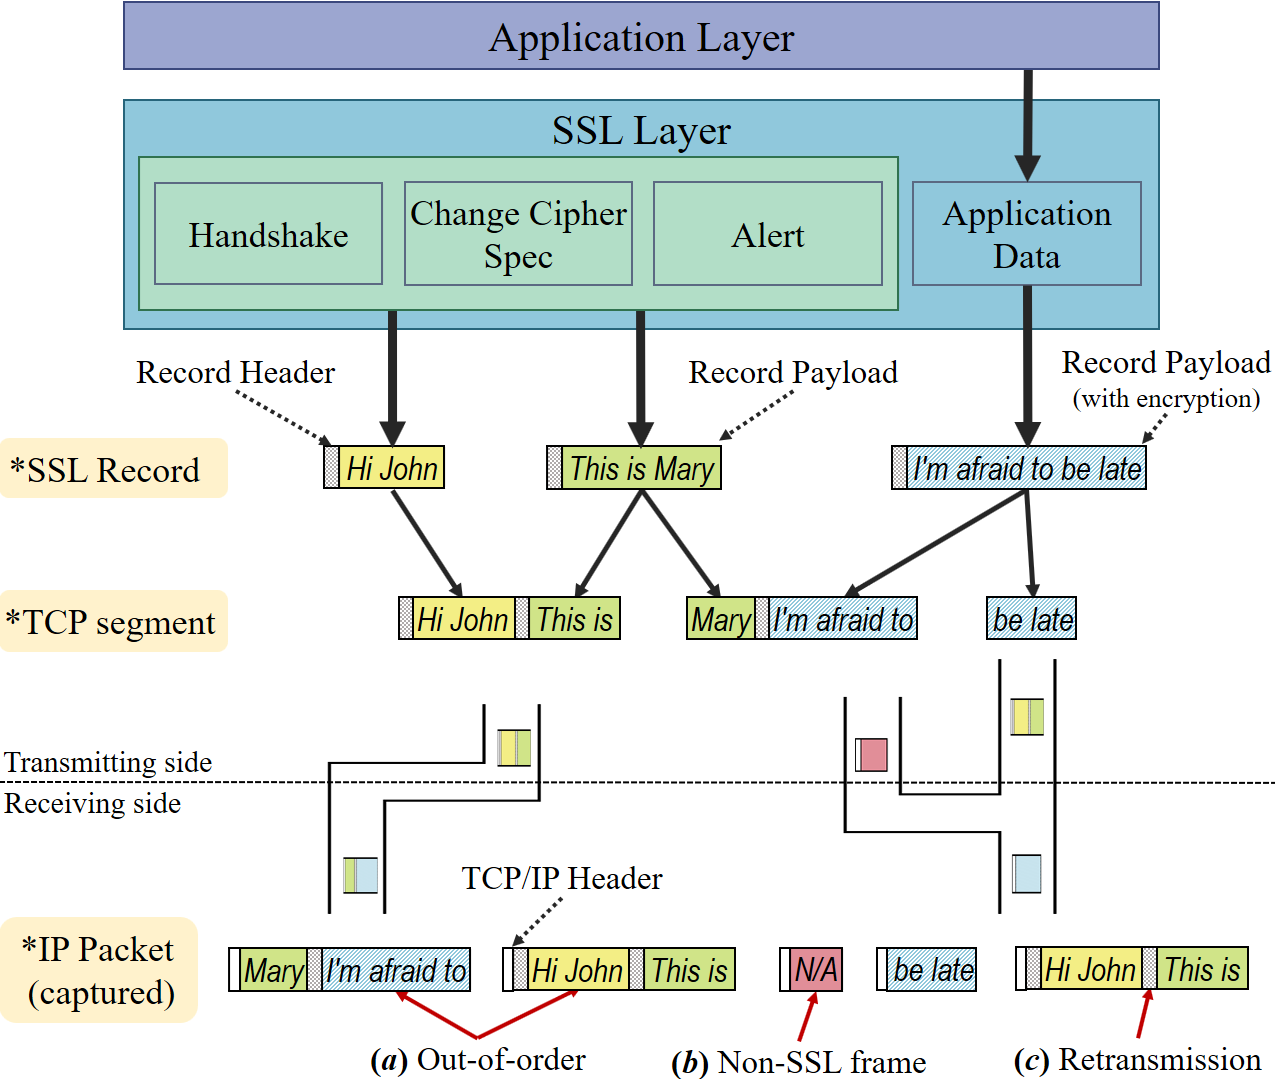 Application Layer
SSL Layer
Handshake
Change Cipher
Spec
Alert
Application
Data
Record Header
Record Payload
Record Payload
(with encryption)
*SSL Record
Hi John
This is Mary
I'm afraid to be late
*TCP segment
Hi John
This is
Mary
I'm afraid to
be late
Transmitting side
Receiving side
TCP/IP Header
*IP Packet
(captured)
Mary
I'm afraid to
Hi John
This is
N/A
be late
Hi John
This is
(a) Out-of-order
(b) Non-SSL frame
(c) Retransmission